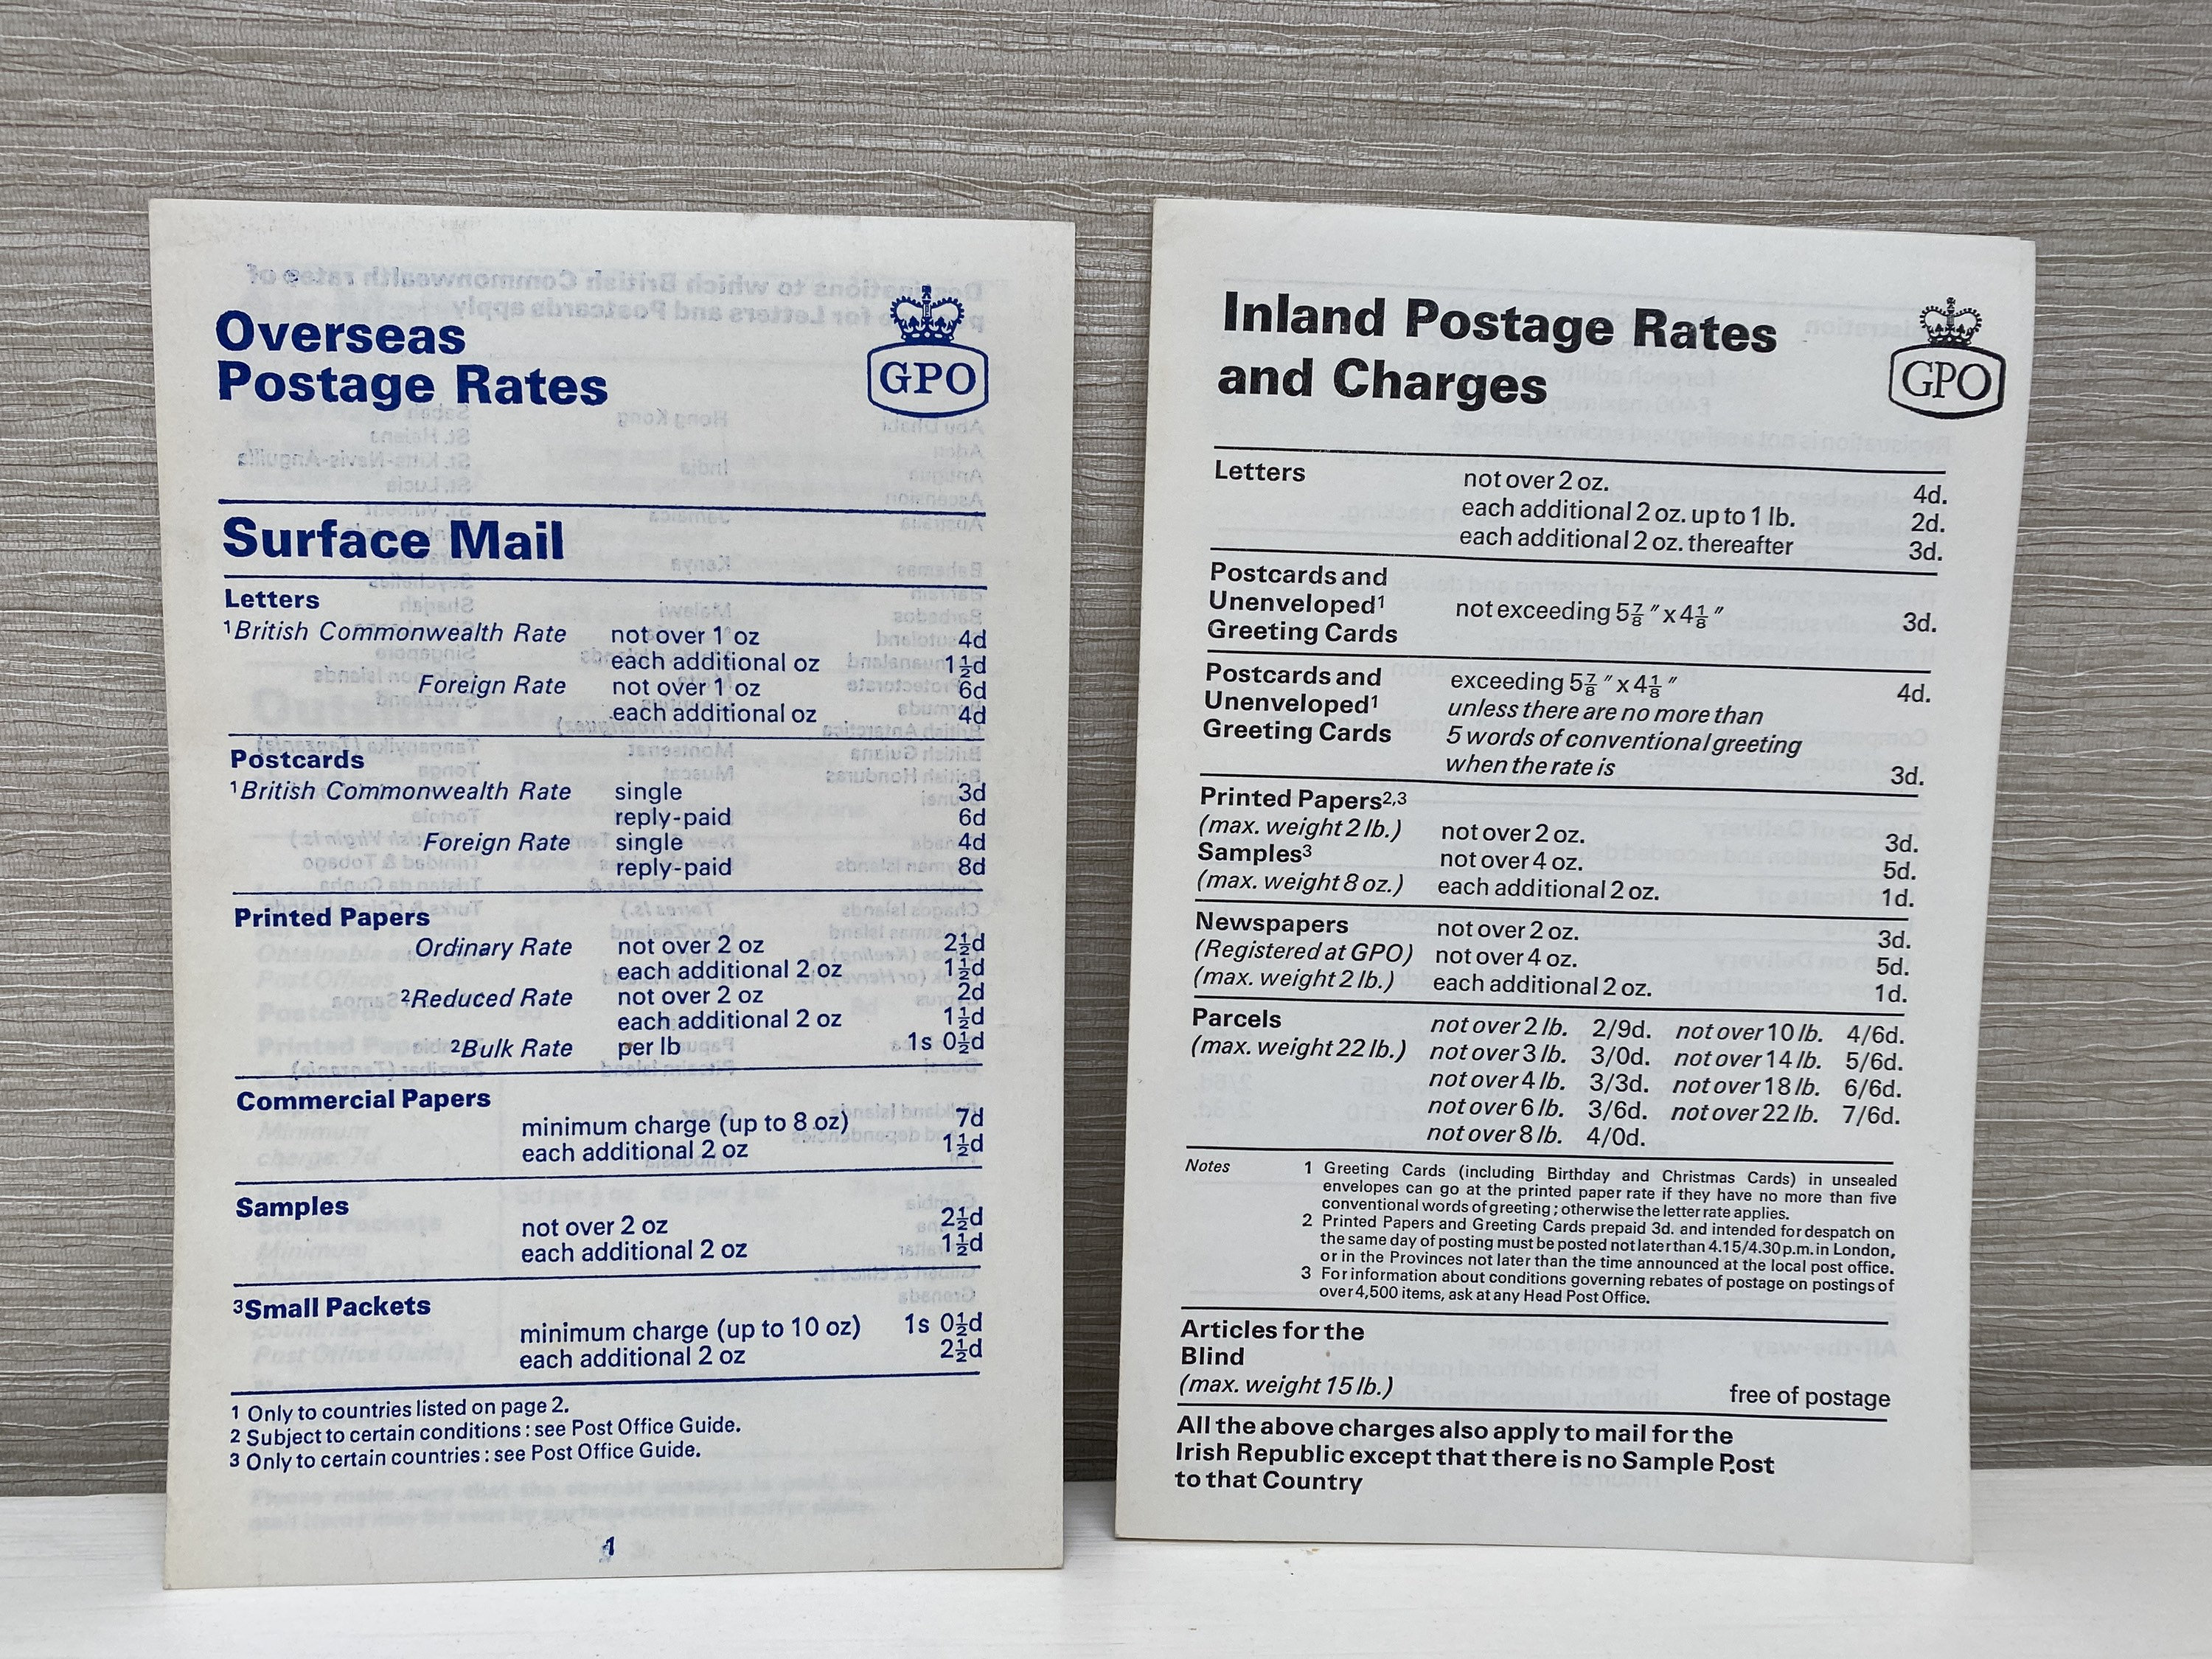 Overseas
Postage Rates
GPO
Surface Mail
Letters
¹British Commonwealth Rate not over 1 oz 4d
each additional oz 1½d
Foreign Rate not over 1 oz 6d
each additional oz 4d
Postcards
¹British Commonwealth Rate single 3d
reply-paid 6d
Foreign Rate single 4d
reply-paid 8d
Printed Papers
Ordinary Rate not over 2 oz 2½d
each additional 2 oz 1½d
²Reduced Rate not over 2 oz 2d
each additional 2 oz 1½d
²Bulk Rate per lb 1s 0½d
Commercial Papers
minimum charge (up to 8 oz) 7d
each additional 2 oz 1½d
Samples
not over 2 oz 2½d
each additional 2 oz 1½d
³Small Packets
minimum charge (up to 10 oz) 1s 0½d
each additional 2 oz 2½d
1 Only to countries listed on page 2.
2 Subject to certain conditions : see Post Office Guide.
3 Only to certain countries : see Post Office Guide.
1
Inland Postage Rates
and Charges
GPO
Letters not over 2 oz. 4d.
each additional 2 oz. up to 1 lb. 2d.
each additional 2 oz. thereafter 3d.
Postcards and
Unenveloped¹ not exceeding 5⅞″ x 4⅛″ 3d.
Greeting Cards
Postcards and exceeding 5⅞″ x 4⅛″ 4d.
Unenveloped¹ unless there are no more than
Greeting Cards 5 words of conventional greeting
when the rate is 3d.
Printed Papers²,³
(max. weight 2 lb.) not over 2 oz. 3d.
Samples³ not over 4 oz. 5d.
(max. weight 8 oz.) each additional 2 oz. 1d.
Newspapers not over 2 oz. 3d.
(Registered at GPO) not over 4 oz. 5d.
(max. weight 2 lb.) each additional 2 oz. 1d.
Parcels not over 2 lb. 2/9d. not over 10 lb. 4/6d.
(max. weight 22 lb.) not over 3 lb. 3/0d. not over 14 lb. 5/6d.
not over 4 lb. 3/3d. not over 18 lb. 6/6d.
not over 6 lb. 3/6d. not over 22 lb. 7/6d.
not over 8 lb. 4/0d.
Notes 1 Greeting Cards (including Birthday and Christmas Cards) in unsealed
envelopes can go at the printed paper rate if they have no more than five
conventional words of greeting ; otherwise the letter rate applies.
2 Printed Papers and Greeting Cards prepaid 3d. and intended for despatch on
the same day of posting must be posted not later than 4.15/4.30 p.m. in London,
or in the Provinces not later than the time announced at the local post office.
3 For information about conditions governing rebates of postage on postings of
over 4,500 items, ask at any Head Post Office.
Articles for the
Blind
(max. weight 15 lb.) free of postage
All the above charges also apply to mail for the
Irish Republic except that there is no Sample Post
to that Country